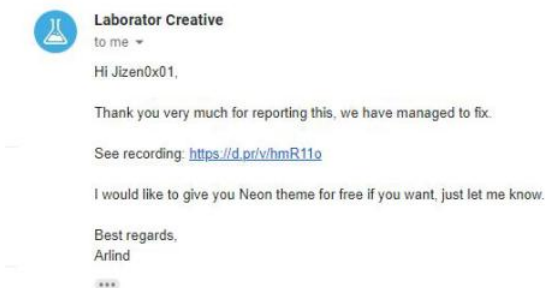 Laborator Creative
to me
Hi Jizen0x01,
Thank you very much for reporting this, we have managed to fix.
See recording: https://d.pr/v/hmR11o
I would like to give you Neon theme for free if you want, just let me know.
Best regards,
Arlind